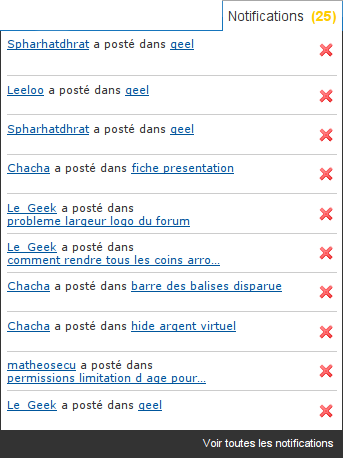 Notifications (25)
Spharhatdhrat a posté dans geel
Leeloo a posté dans geel
Spharhatdhrat a posté dans geel
Chacha a posté dans fiche presentation
Le_Geek a posté dans
probleme largeur logo du forum
Le_Geek a posté dans
comment rendre tous les coins arro...
Chacha a posté dans barre des balises disparue
Chacha a posté dans hide argent virtuel
matheosecu a posté dans
permissions limitation d age pour...
Le_Geek a posté dans geel
Voir toutes les notifications